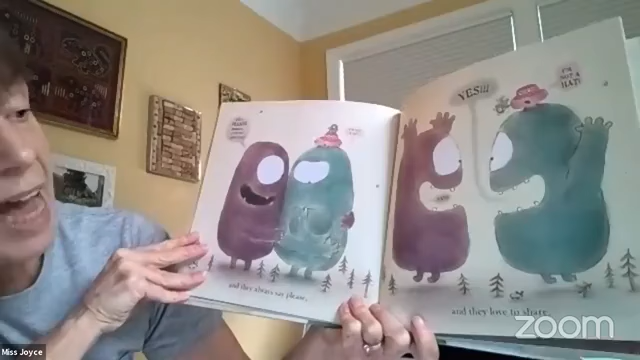 and they always say please,
YES!!!
I'M
NOT A
HAT!
and they love to share.
Miss Joyce
zoom